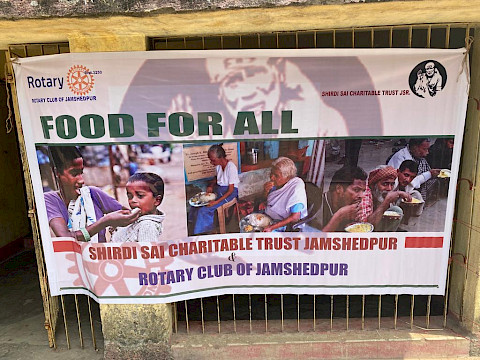 Rotary
ROTARY CLUB OF JAMSHEDPUR
SHIRDI SAI CHARITABLE TRUST JSR.
FOOD FOR ALL
SHIRDI SAI CHARITABLE TRUST JAMSHEDPUR
&
ROTARY CLUB OF JAMSHEDPUR